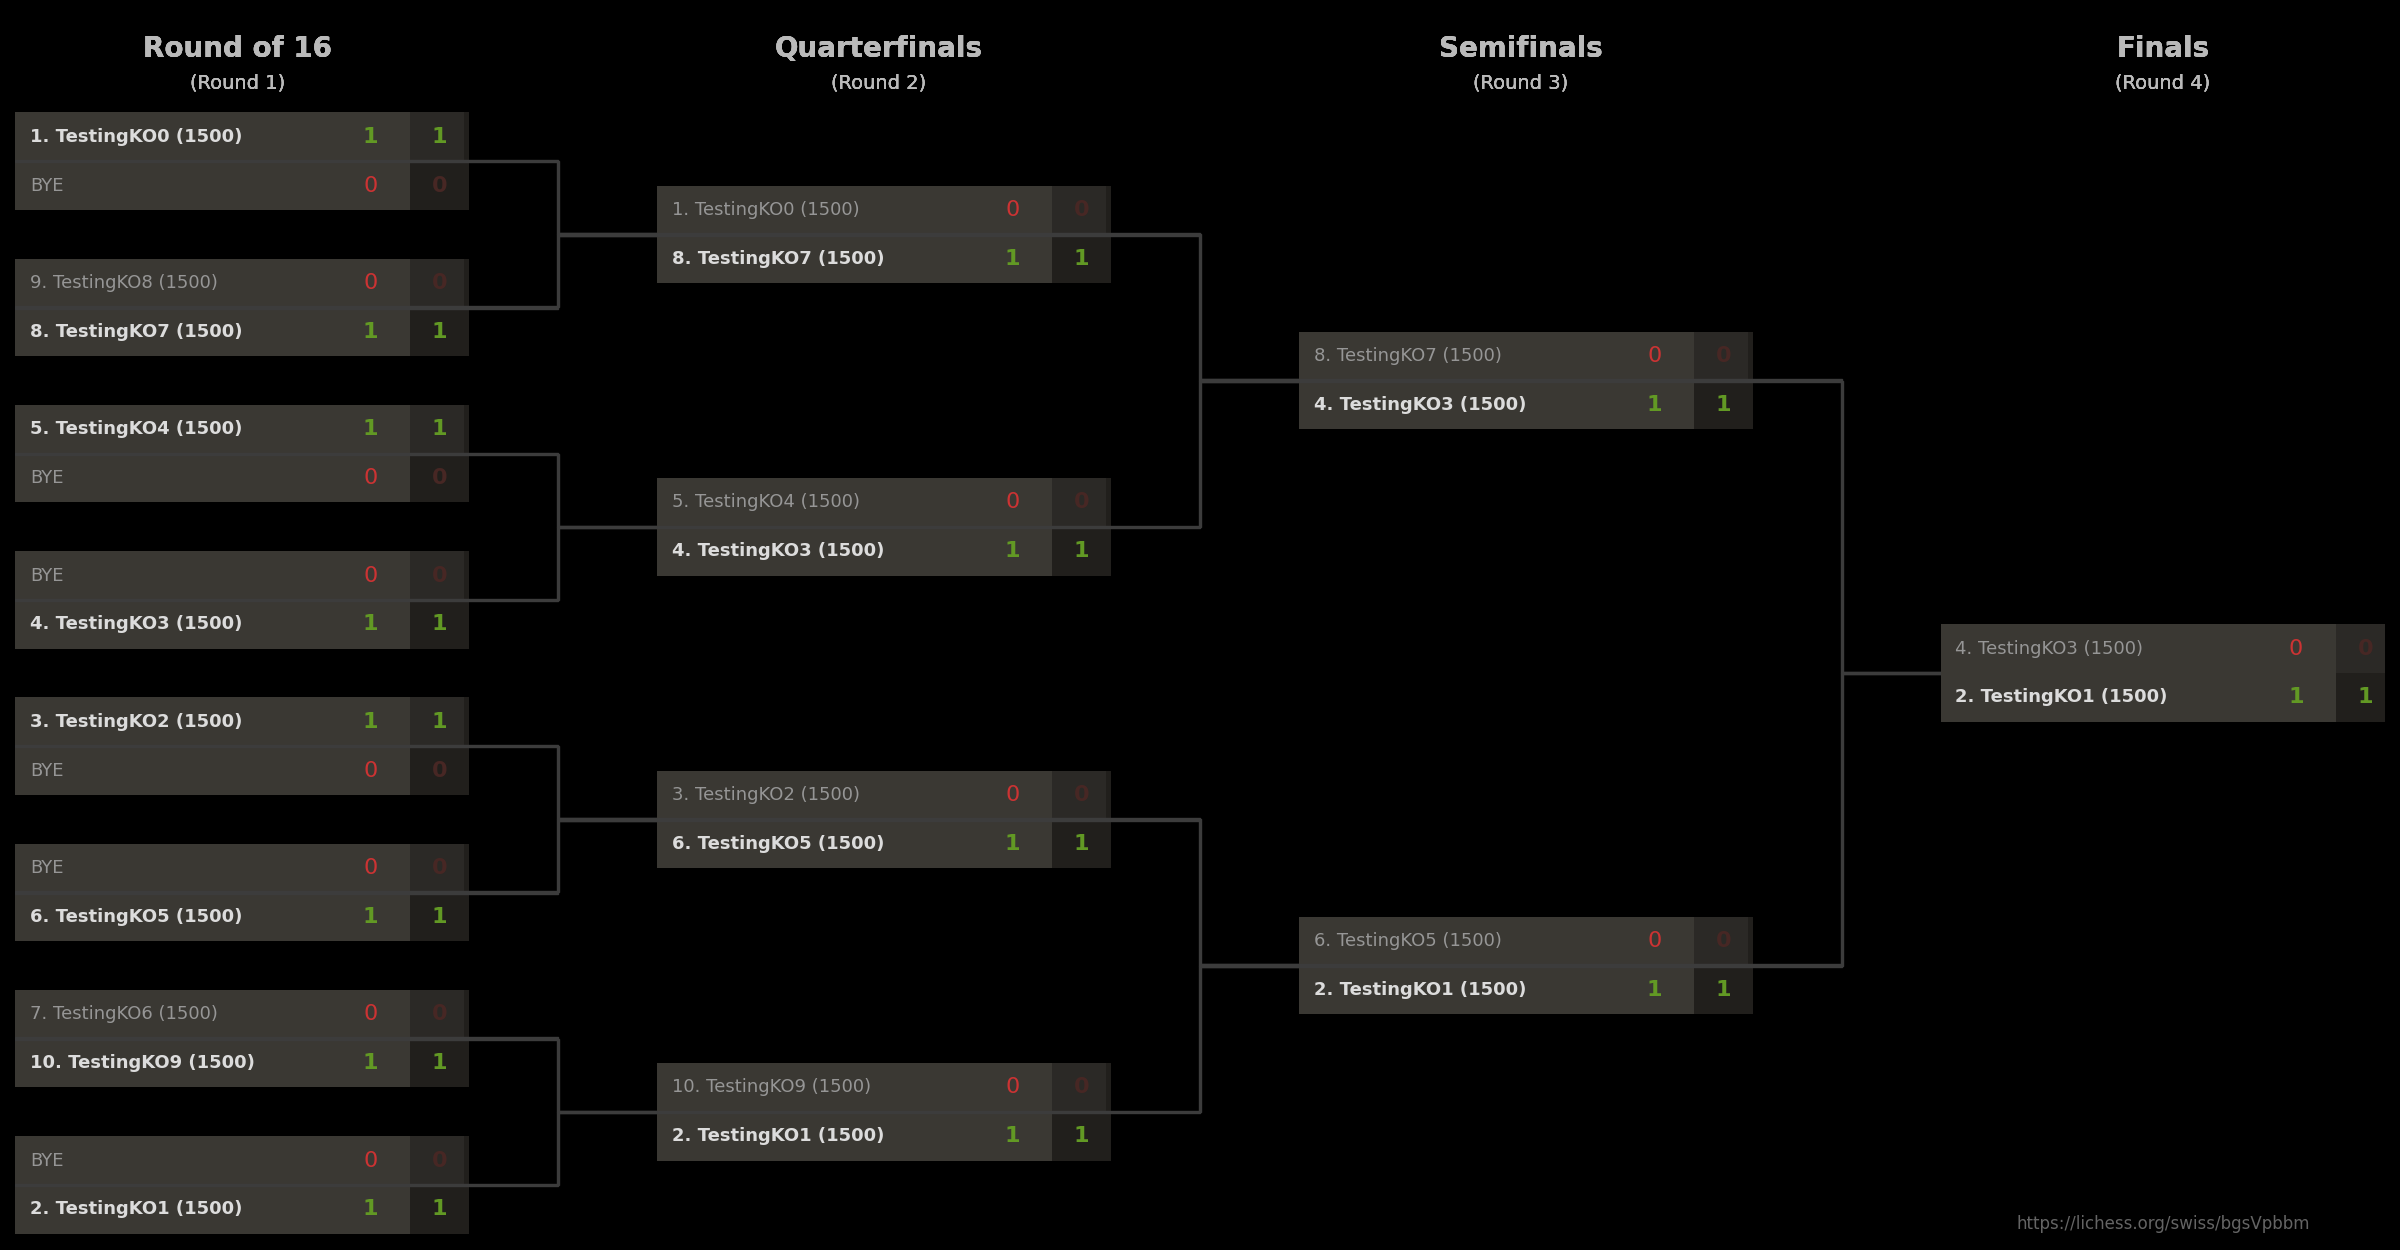 Round of 16
(Round 1)
1. TestingKO0 (1500) 1 1
BYE 0 0
9. TestingKO8 (1500) 0 0
8. TestingKO7 (1500) 1 1
5. TestingKO4 (1500) 1 1
BYE 0 0
BYE 0 0
4. TestingKO3 (1500) 1 1
3. TestingKO2 (1500) 1 1
BYE 0 0
BYE 0 0
6. TestingKO5 (1500) 1 1
7. TestingKO6 (1500) 0 0
10. TestingKO9 (1500) 1 1
BYE 0 0
2. TestingKO1 (1500) 1 1
Quarterfinals
(Round 2)
1. TestingKO0 (1500) 0 0
8. TestingKO7 (1500) 1 1
5. TestingKO4 (1500) 0 0
4. TestingKO3 (1500) 1 1
3. TestingKO2 (1500) 0 0
6. TestingKO5 (1500) 1 1
10. TestingKO9 (1500) 0 0
2. TestingKO1 (1500) 1 1
Semifinals
(Round 3)
8. TestingKO7 (1500) 0 0
4. TestingKO3 (1500) 1 1
6. TestingKO5 (1500) 0 0
2. TestingKO1 (1500) 1 1
Finals
(Round 4)
4. TestingKO3 (1500) 0 0
2. TestingKO1 (1500) 1 1
https://lichess.org/swiss/bgsVpbbm